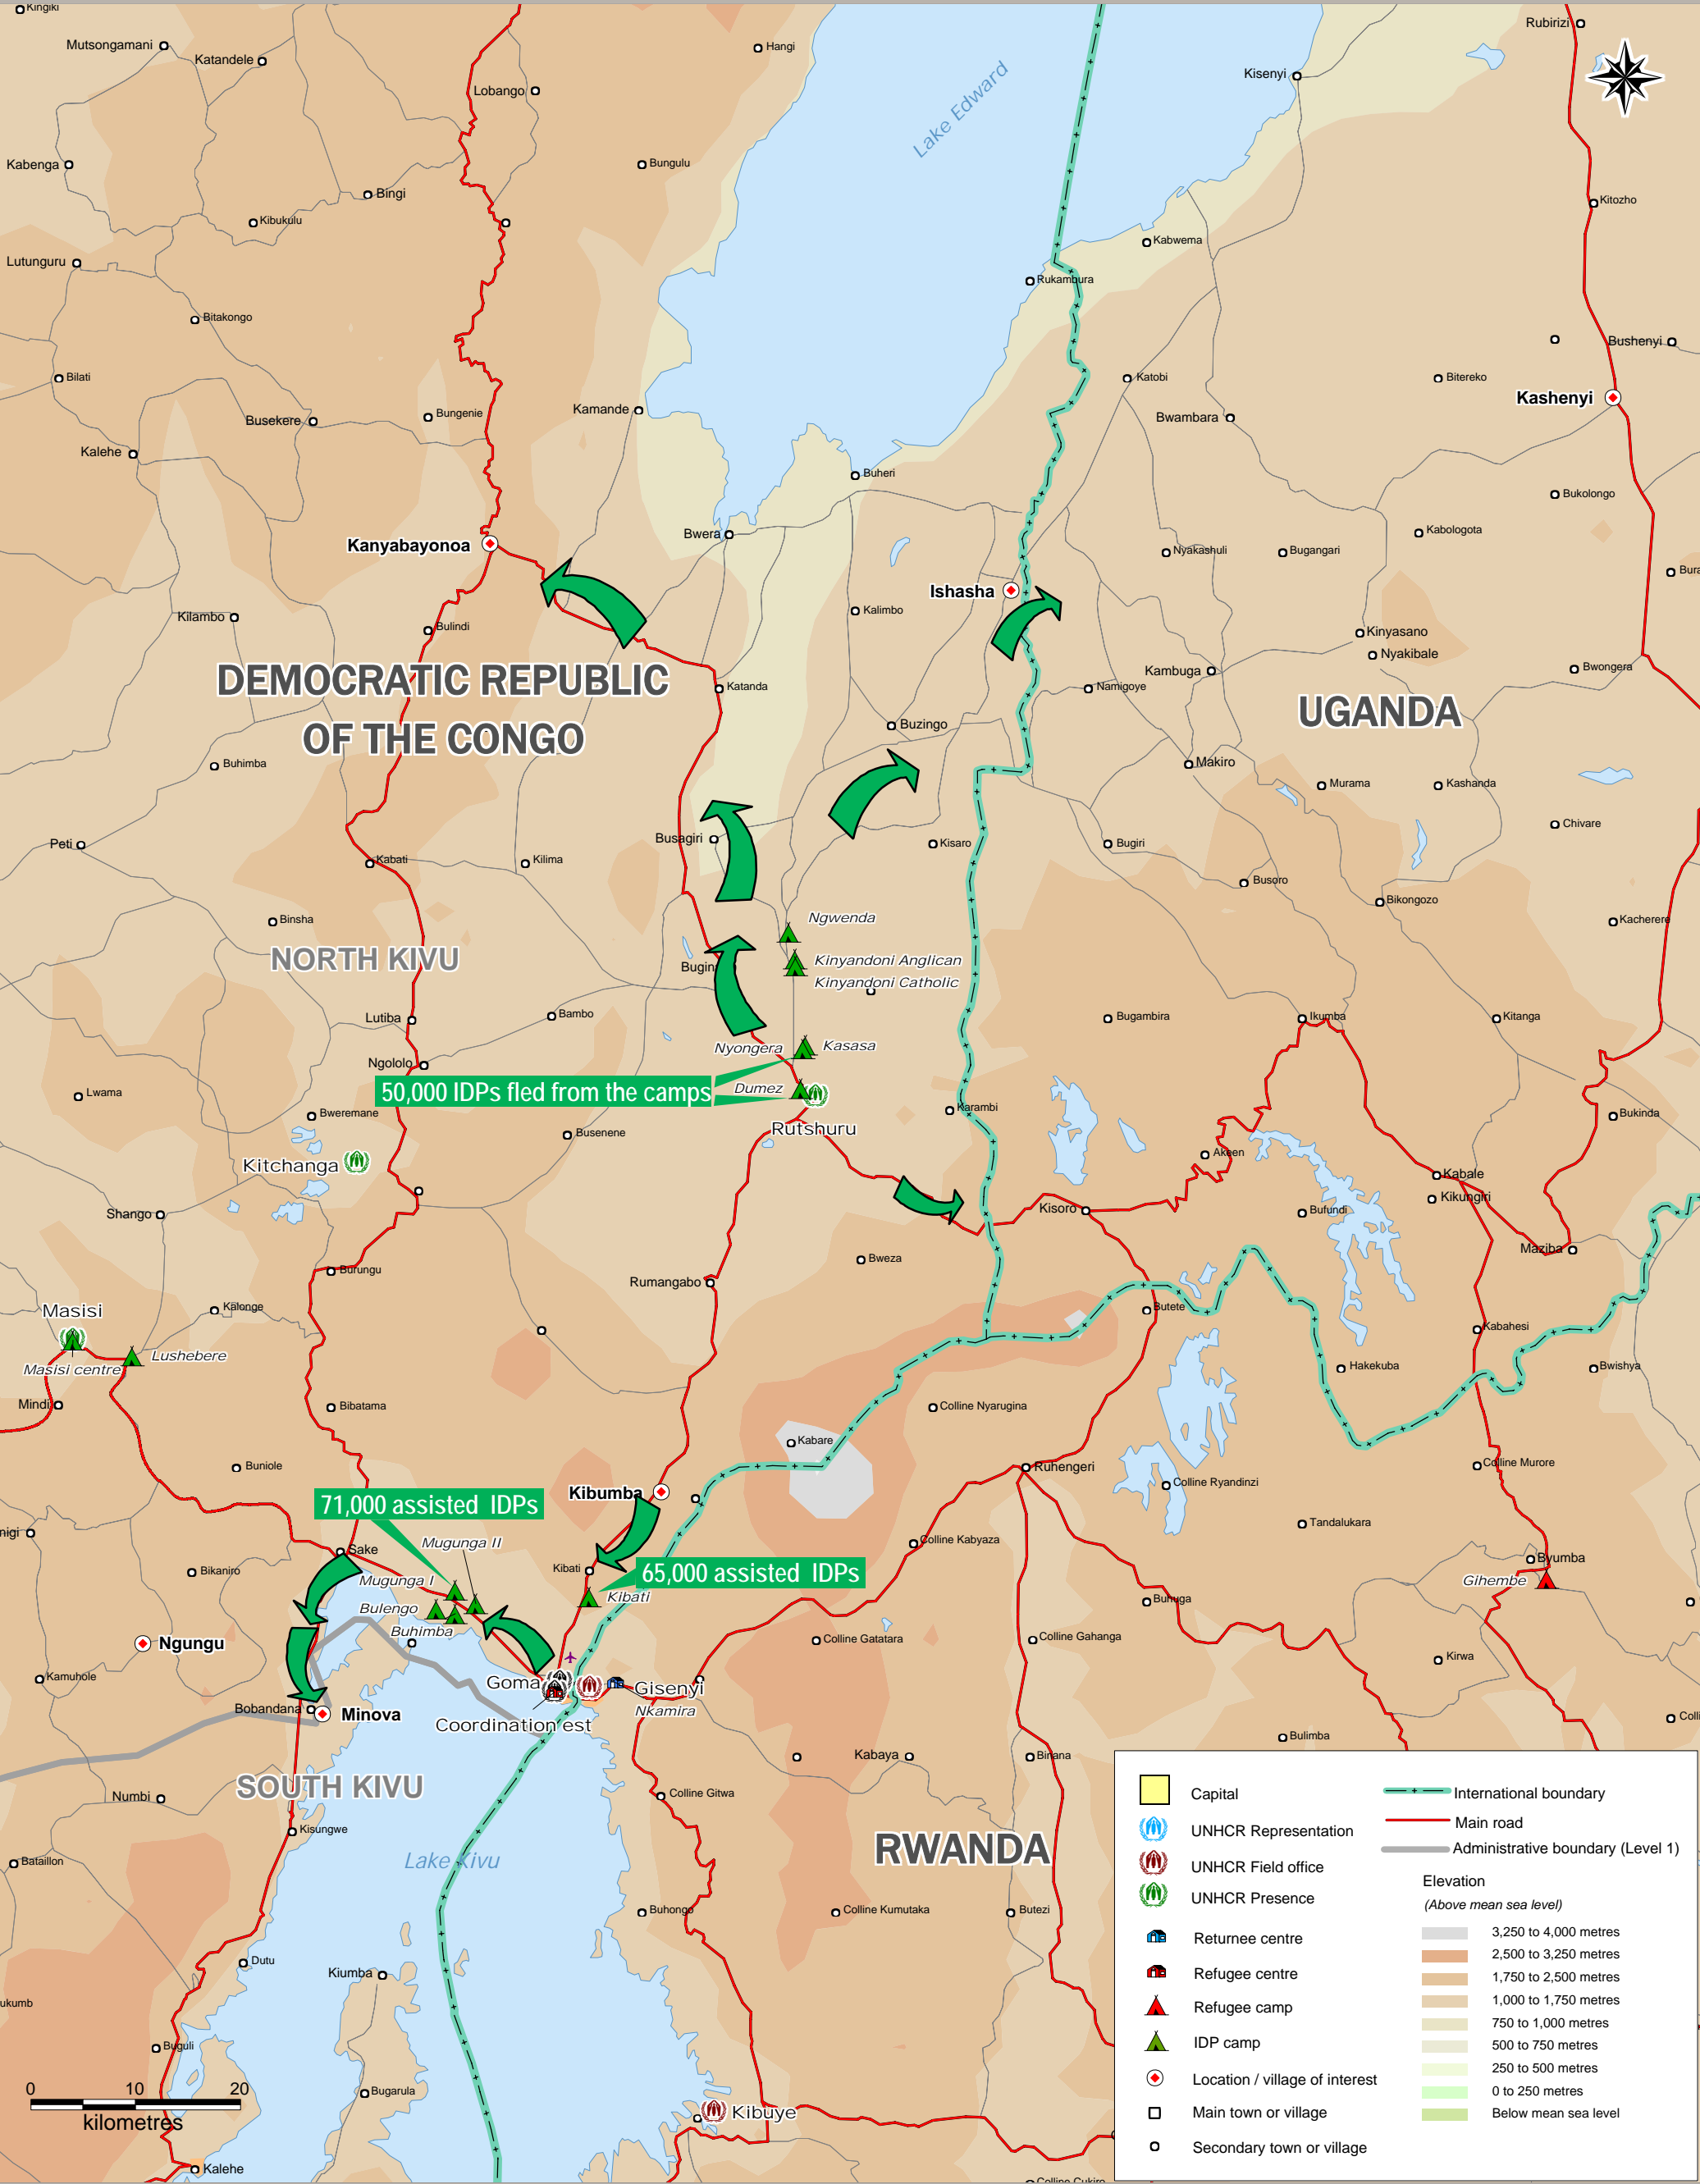 Kingiki
Rubirizi
Mutsongamani
Katandele
Hangi
Kisenyi
Lobango
Lake Edward
Kabenga
Bungulu
Bingi
Kitozho
Kibukulu
Kabwema
Lutunguru
Rukambura
Bitakongo
Bushenyi
Bilati
Katobi
Bitereko
Kashenyi
Kamande
Bungenie
Busekere
Bwambara
Kalehe
Buheri
Bukolongo
Bwera
Kabologota
Kanyabayonoa
Nyakashuli
Bugangari
Bura
Ishasha
Kalimbo
Kilambo
Bulindi
Kinyasano
Nyakibale
Bwongera
DEMOCRATIC REPUBLIC
OF THE CONGO
Kambuga
Katanda
Namigoye
UGANDA
Buzingo
Buhimba
Makiro
Murama
Kashanda
Chivare
Busagiri
Peti
Kisaro
Bugiri
Kabati
Kilima
Busoro
Bikongozo
Binsha
Ngwenda
Kacherere
NORTH KIVU
Bugin
Kinyandoni Anglican
Kinyandoni Catholic
Lutiba
Bambo
Bugambira
Ikumba
Kitanga
Nyongera
Kasasa
Ngololo
50,000 IDPs fled from the camps
Dumez
Lwama
Karambi
Bweremane
Bukinda
Rutshuru
Busenene
Kitchanga
Akeen
Kabale
Kikungiri
Shango
Kisoro
Bufundi
Maziba
Bweza
Burungu
Rumangabo
Masisi
Kalonge
Butete
Kabahesi
Masisi centre
Lushebere
Hakekuba
Bwishya
Mindi
Bibatama
Colline Nyarugina
Kabare
Buniole
Ruhengeri
Colline Murore
Colline Ryandinzi
Kibumba
71,000 assisted IDPs
nigi
Tandalukara
Mugunga II
Colline Kabyaza
Sake
Byumba
Bikaniro
Kibati
65,000 assisted IDPs
Mugunga I
Gihembe
Kibati
Bulengo
Buhuga
Buhimba
Ngungu
Colline Gatatara
Colline Gahanga
Kirwa
Kamuhole
Goma
Gisenyi
Bobandana
Minova
Nkamira
Coordination est
Colli
Bulimba
Kabaya
Binana
SOUTH KIVU
Numbi
Colline Gitwa
Kisungwe
RWANDA
Lake Kivu
Bataillon
Buhongo
Colline Kumutaka
Butezi
Dutu
Kiumba
ukumb
Buguli
Bugarula
0 10 20
kilometres
Kibuye
Kalehe
Colline Cukiro
Capital
UNHCR Representation
UNHCR Field office
UNHCR Presence
Returnee centre
Refugee centre
Refugee camp
IDP camp
Location / village of interest
Main town or village
Secondary town or village
International boundary
Main road
Administrative boundary (Level 1)
Elevation
(Above mean sea level)
3,250 to 4,000 metres
2,500 to 3,250 metres
1,750 to 2,500 metres
1,000 to 1,750 metres
750 to 1,000 metres
500 to 750 metres
250 to 500 metres
0 to 250 metres
Below mean sea level